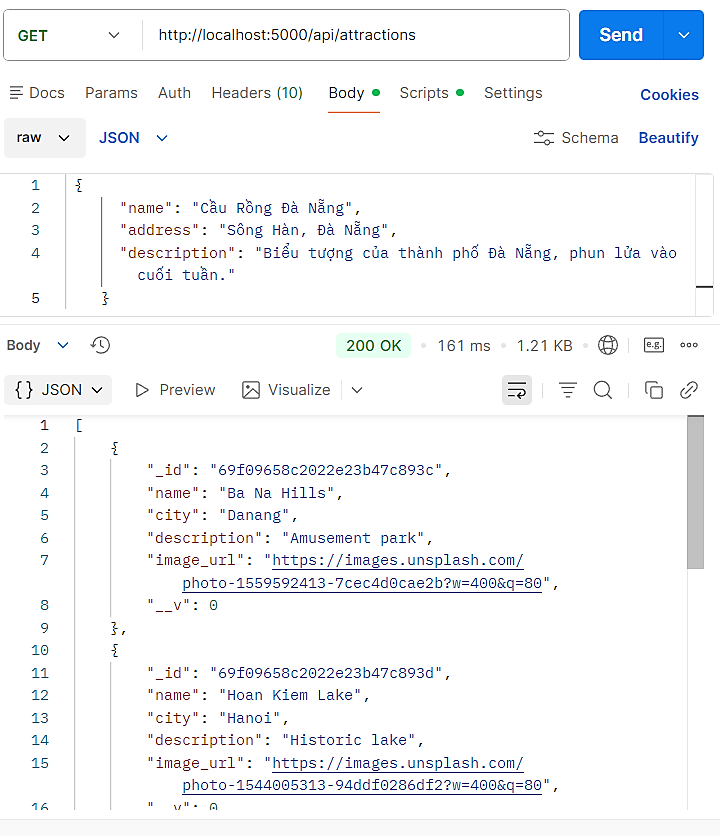 GET http://localhost:5000/api/attractions Send
Docs Params Auth Headers (10) Body Scripts Settings Cookies
raw JSON Schema Beautify
1 {
2 "name": "Cầu Rồng Đà Nẵng",
3 "address": "Sông Hàn, Đà Nẵng",
4 "description": "Biểu tượng của thành phố Đà Nẵng, phun lửa vào
cuối tuần."
5 }
Body 200 OK • 161 ms • 1.21 KB • e.g.
{} JSON Preview Visualize
1 [
2 {
3 "_id": "69f09658c2022e23b47c893c",
4 "name": "Ba Na Hills",
5 "city": "Danang",
6 "description": "Amusement park",
7 "image_url": "https://images.unsplash.com/
photo-1559592413-7cec4d0cae2b?w=400&q=80",
8 "__v": 0
9 },
10 {
11 "_id": "69f09658c2022e23b47c893d",
12 "name": "Hoan Kiem Lake",
13 "city": "Hanoi",
14 "description": "Historic lake",
15 "image_url": "https://images.unsplash.com/
photo-1544005313-94ddf0286df2?w=400&q=80",
16 "__v": 0